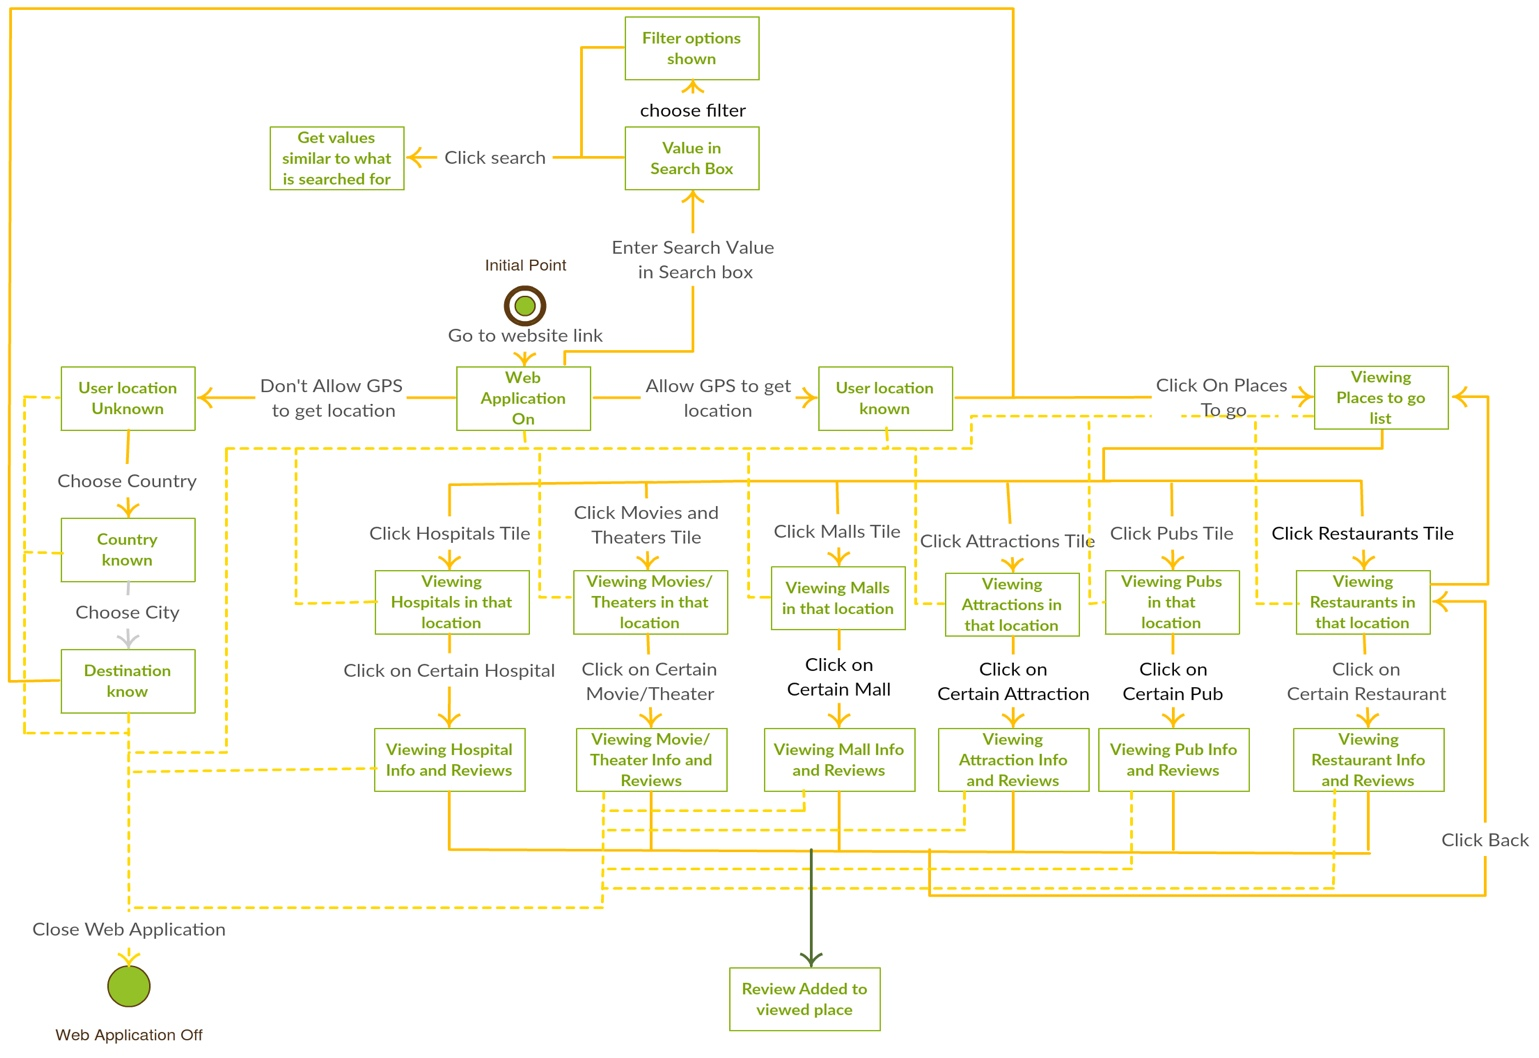 Filter options
shown
choose filter
Get values
similar to what
is searched for
Click search
Value in
Search Box
Enter Search Value
in Search box
Initial Point
Go to website link
User location
Unknown
Don't Allow GPS
to get location
Web
Application
On
Allow GPS to get
location
User location
known
Click On Places
To go
Viewing
Places to go
list
Choose Country
Country
known
Choose City
Destination
know
Click Hospitals Tile
Click Movies and
Theaters Tile
Click Malls Tile
Click Attractions Tile
Click Pubs Tile
Click Restaurants Tile
Viewing
Hospitals in that
location
Viewing Movies/
Theaters in that
location
Viewing Malls
in that location
Viewing
Attractions in
that location
Viewing Pubs
in that
location
Viewing
Restaurants in
that location
Click on Certain Hospital
Click on Certain
Movie/Theater
Click on
Certain Mall
Click on
Certain Attraction
Click on
Certain Pub
Click on
Certain Restaurant
Viewing Hospital
Info and Reviews
Viewing Movie/
Theater Info and
Reviews
Viewing Mall Info
and Reviews
Viewing
Attraction Info
and Reviews
Viewing Pub Info
and Reviews
Viewing
Restaurant Info
and Reviews
Click Back
Close Web Application
Web Application Off
Review Added to
viewed place